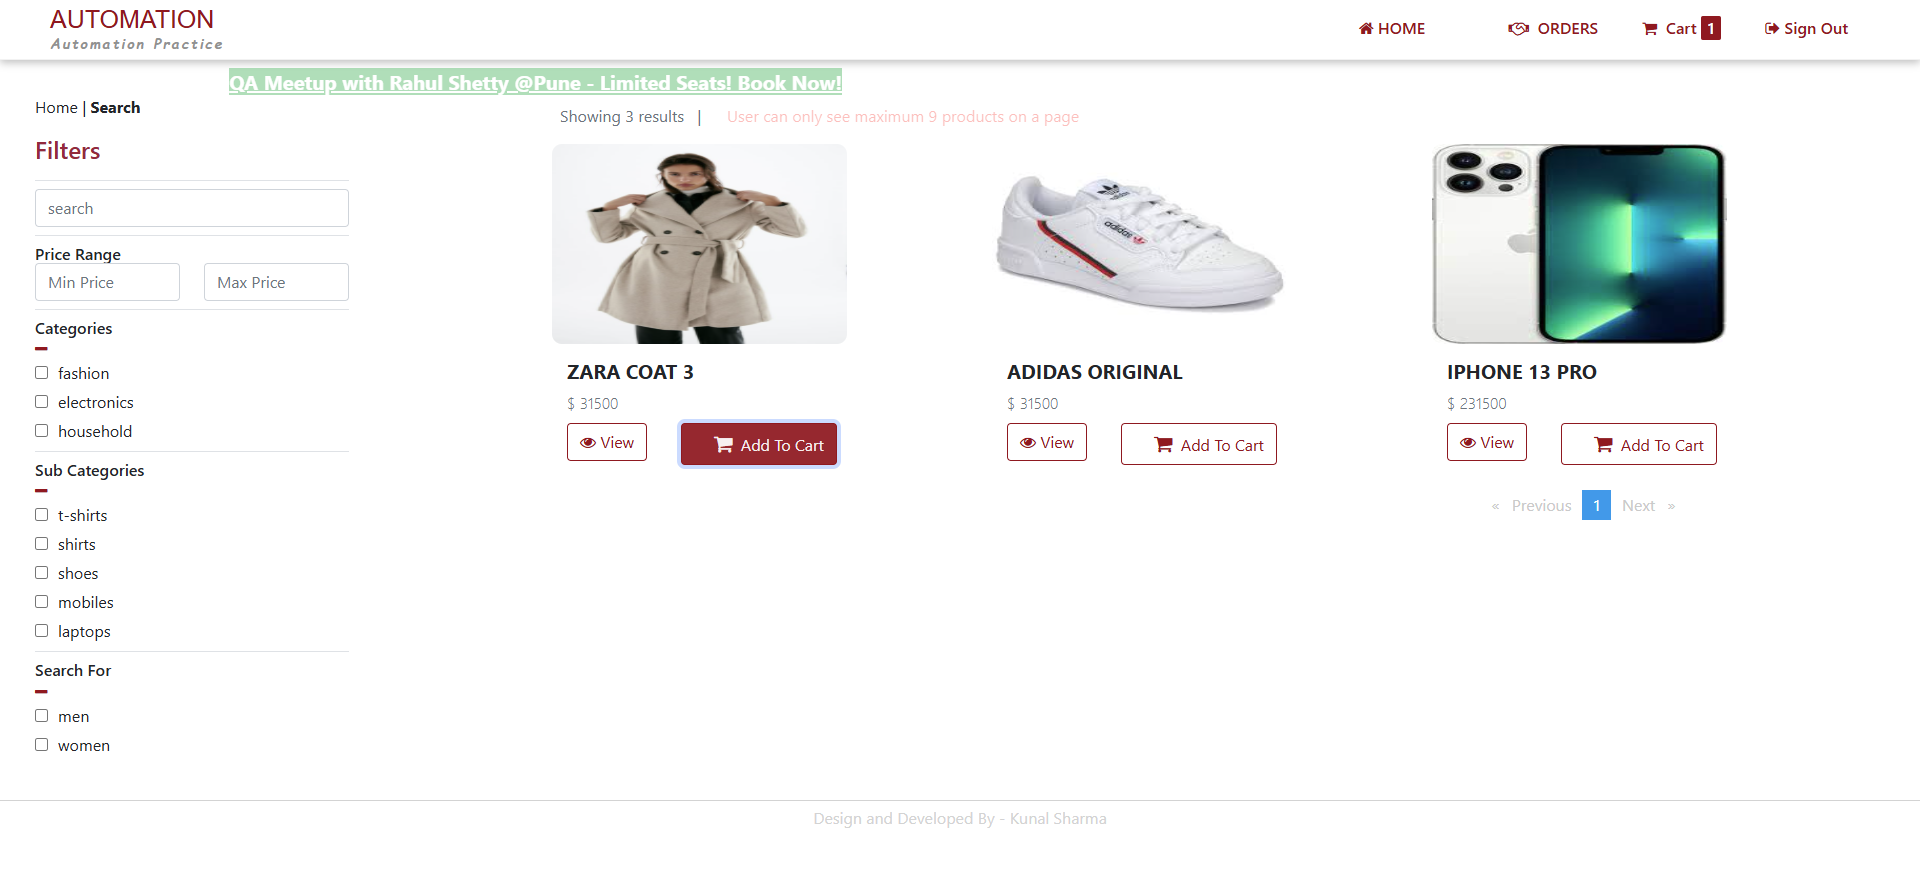 AUTOMATION
Automation Practice
HOME
ORDERS
Cart 1
Sign Out
QA Meetup with Rahul Shetty @Pune - Limited Seats! Book Now!
Home | Search
Showing 3 results |
User can only see maximum 9 products on a page
Filters
search
Price Range
Min Price
Max Price
Categories
fashion
electronics
household
Sub Categories
t-shirts
shirts
shoes
mobiles
laptops
Search For
men
women
adidas
adidas
ZARA COAT 3
$ 31500
View
Add To Cart
ADIDAS ORIGINAL
$ 31500
View
Add To Cart
IPHONE 13 PRO
$ 231500
View
Add To Cart
« Previous 1 Next »
Design and Developed By - Kunal Sharma